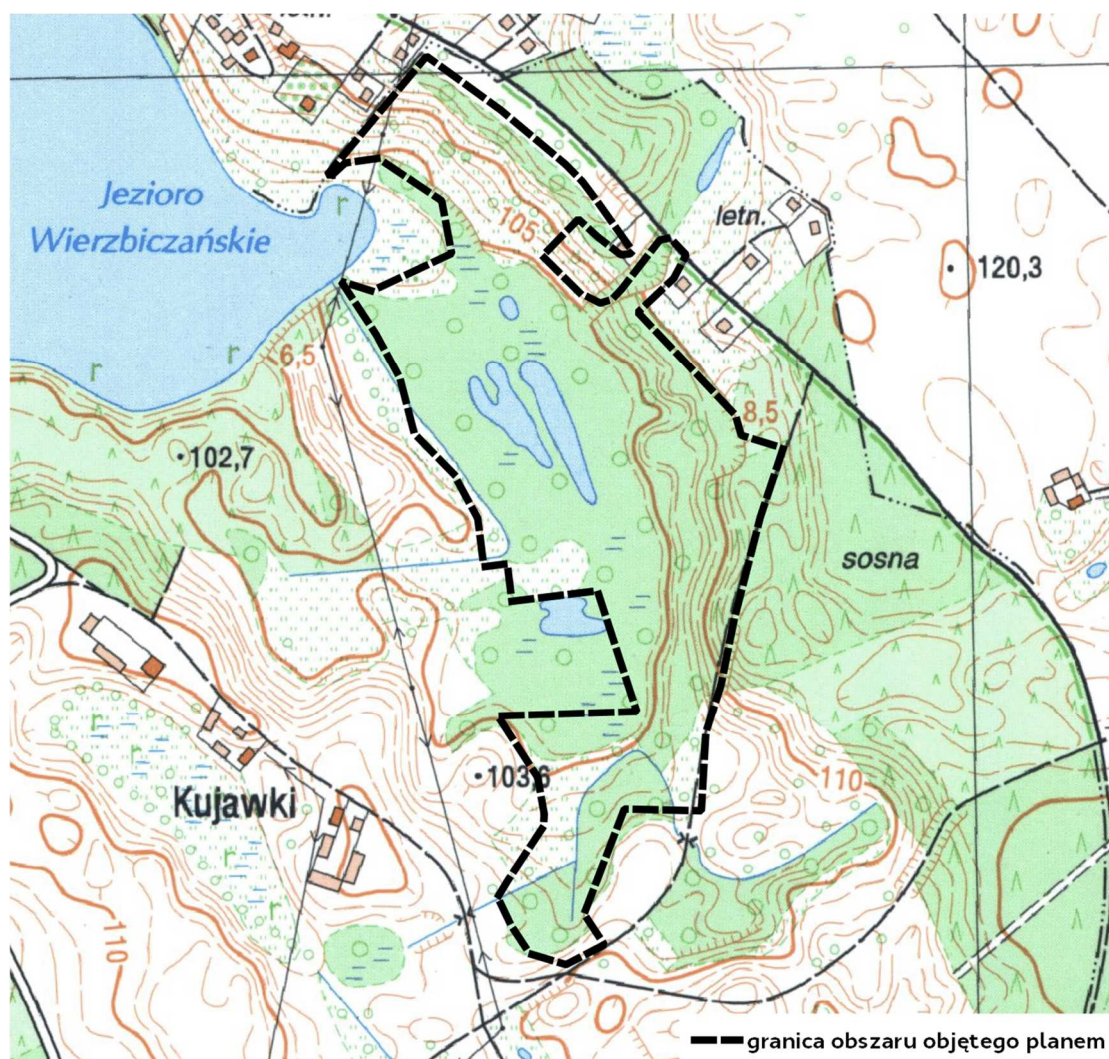 letn.
Jezioro
Wierzbiczańskie
r
105
letn.
120,3
r
6,5
r
8,5
102,7
sosna
r
r
103,6
110
Kujawki
r
r
110
granica obszaru objętego planem